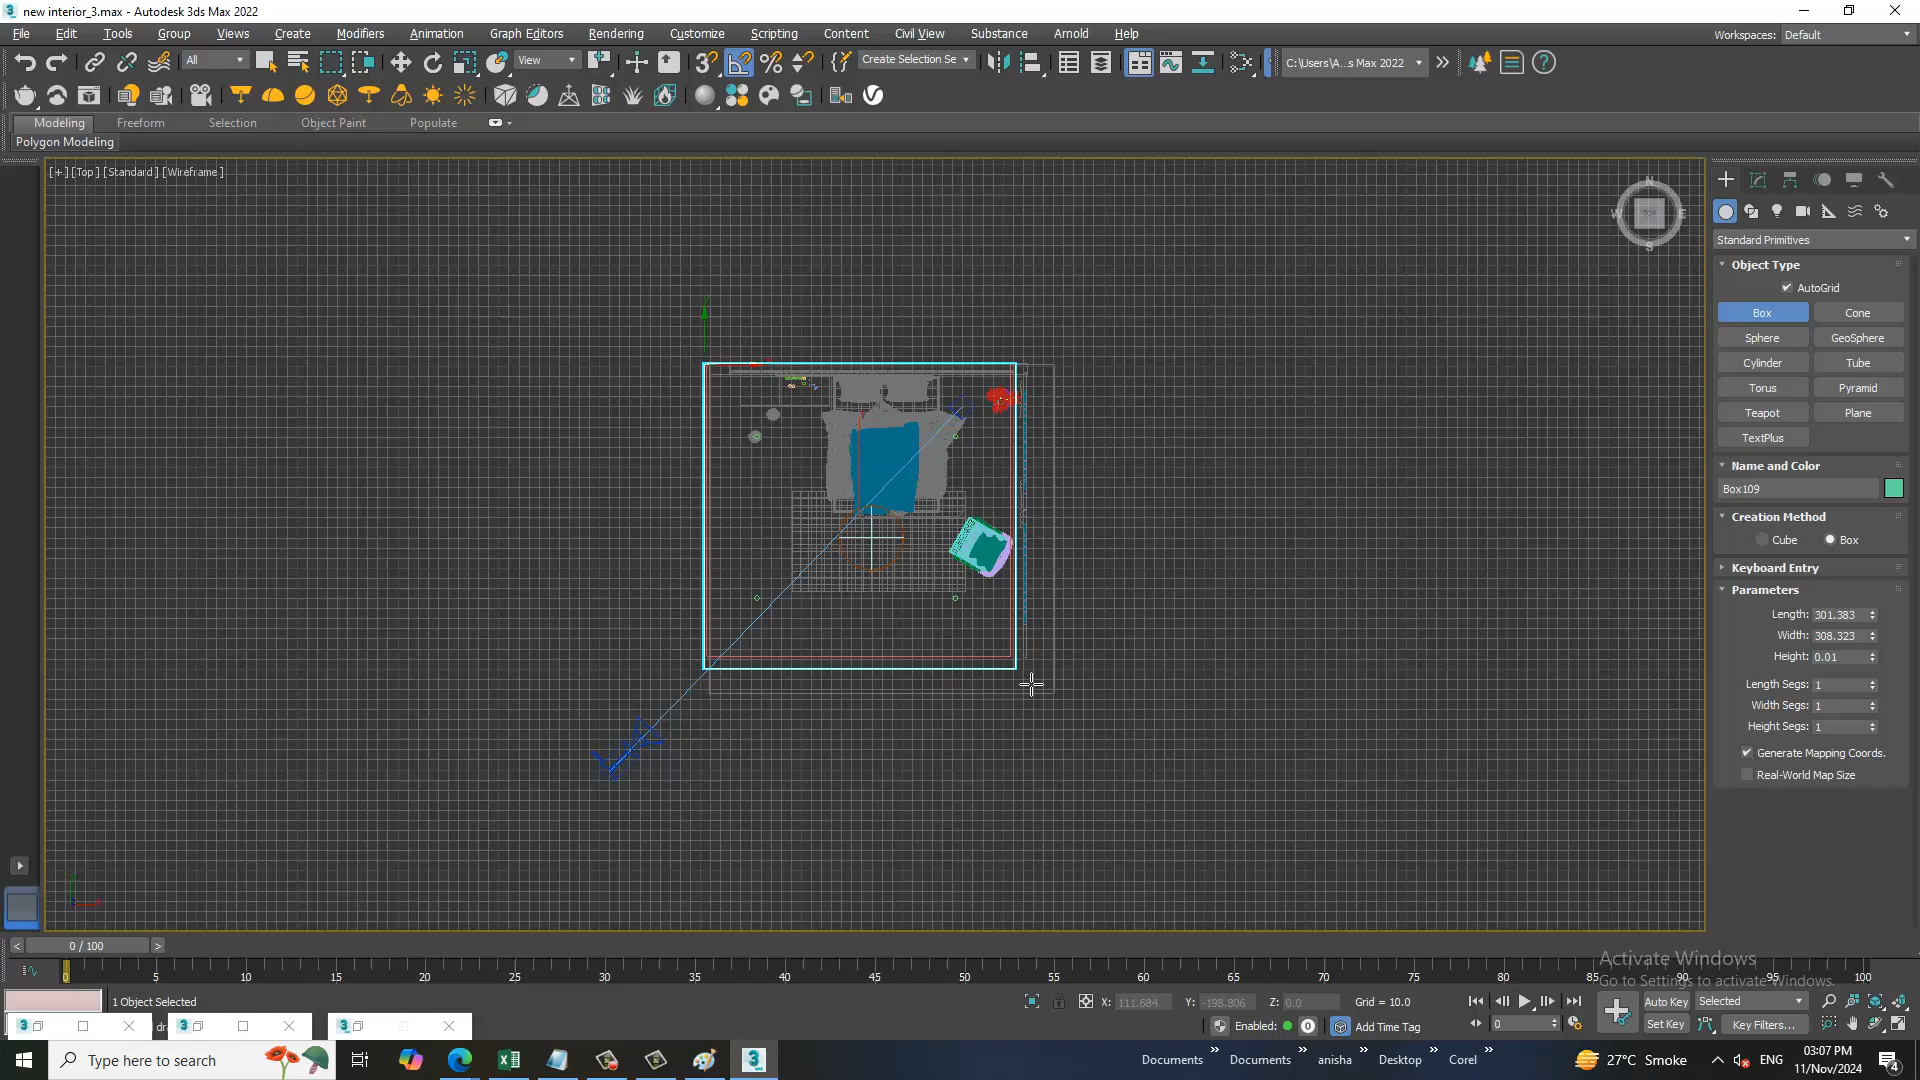 new interior_3.max - Autodesk 3ds Max 2022
File Edit Tools Group Views Create Modifiers Animation Graph Editors Rendering Customize Scripting Content Civil View Substance Arnold Help
Workspaces: Default
All View Create Selection Se C:\Users\A...s Max 2022
Modeling Freeform Selection Object Paint Populate
Polygon Modeling
[+] [Top] [Standard] [Wireframe]
N
W TOP E
S
Standard Primitives
Object Type
AutoGrid
Box Cone
Sphere GeoSphere
Cylinder Tube
Torus Pyramid
Teapot Plane
TextPlus
Name and Color
Box109
Creation Method
Cube Box
Keyboard Entry
Parameters
Length: 301.383
Width: 308.323
Height: 0.01
Length Segs: 1
Width Segs: 1
Height Segs: 1
Generate Mapping Coords.
Real-World Map Size
< 0 / 100 >
0 5 10 15 20 25 30 35 40 45 50 55 60 65 70 75 80 85 90 95 100
Activate Windows
Go to Settings to activate Windows.
1 Object Selected
X: 111.684 Y: -198.806 Z: 0.0 Grid = 10.0
Auto Key Selected
Enabled: 0 Add Time Tag
0
Set Key Key Filters...
Type here to search
Documents Documents anisha Desktop Corel
27°C Smoke
ENG
03:07 PM
11/Nov/2024
4